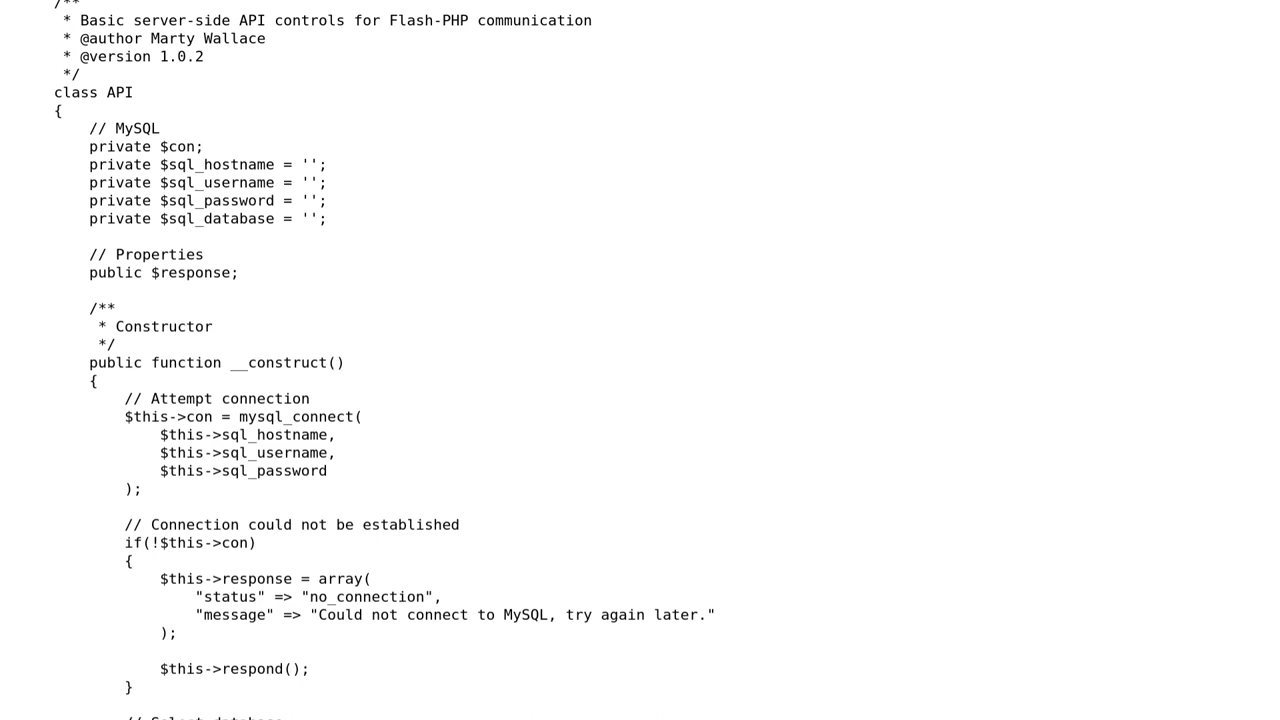 /**
 * Basic server-side API controls for Flash-PHP communication
 * @author Marty Wallace
 * @version 1.0.2
 */
class API
{
    // MySQL
    private $con;
    private $sql_hostname = '';
    private $sql_username = '';
    private $sql_password = '';
    private $sql_database = '';

    // Properties
    public $response;

    /**
     * Constructor
     */
    public function __construct()
    {
        // Attempt connection
        $this->con = mysql_connect(
            $this->sql_hostname,
            $this->sql_username,
            $this->sql_password
        );

        // Connection could not be established
        if(!$this->con)
        {
            $this->response = array(
                "status" => "no_connection",
                "message" => "Could not connect to MySQL, try again later."
            );

            $this->respond();
        }

        // Select database